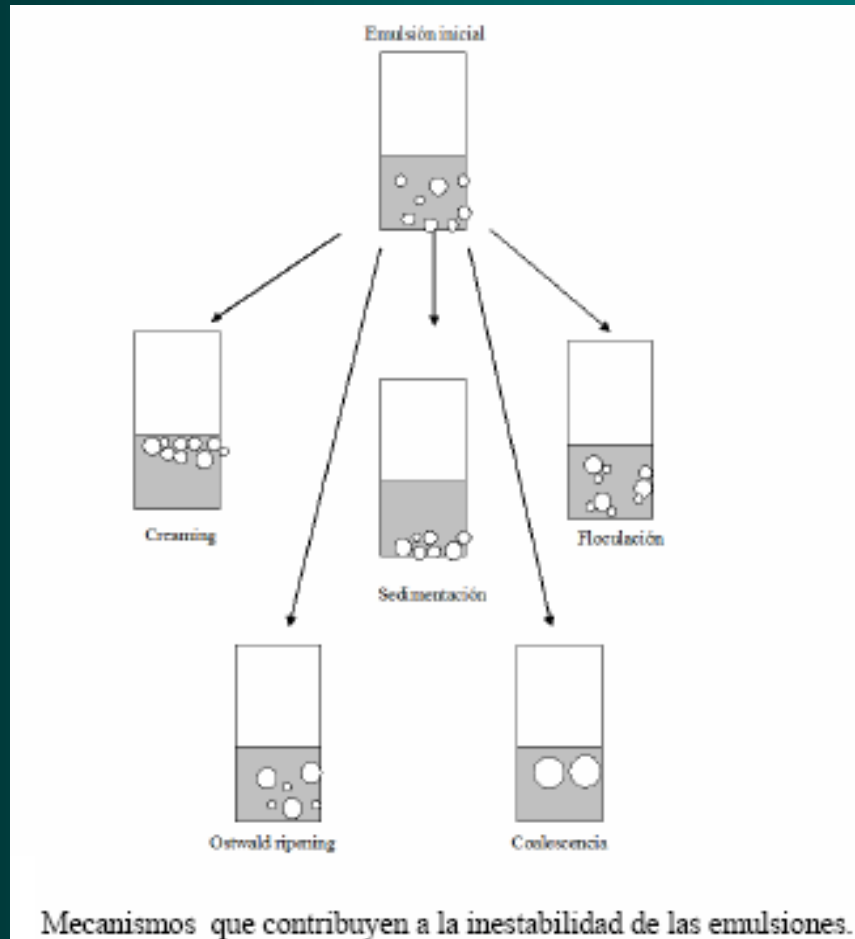 Emulsión inicial
Creaming
Sedimentación
Floculación
Ostwald ripening
Coalescencia
Mecanismos que contribuyen a la inestabilidad de las emulsiones.